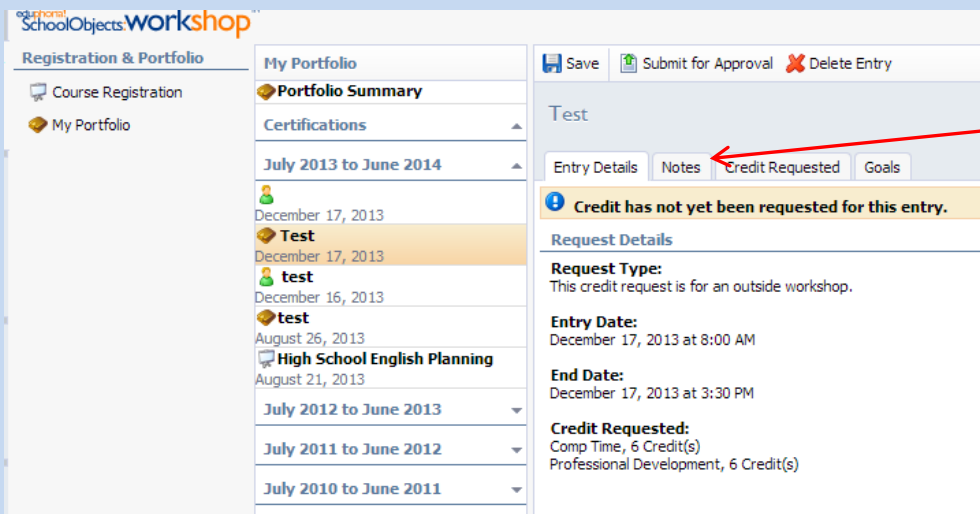 eduphoria!
SchoolObjects:workshop
Registration & Portfolio
Course Registration
My Portfolio
My Portfolio
Portfolio Summary
Certifications
July 2013 to June 2014
December 17, 2013
Test
December 17, 2013
test
December 16, 2013
test
August 26, 2013
High School English Planning
August 21, 2013
July 2012 to June 2013
July 2011 to June 2012
July 2010 to June 2011
Save Submit for Approval Delete Entry
Test
Entry Details Notes Credit Requested Goals
Credit has not yet been requested for this entry.
Request Details
Request Type:
This credit request is for an outside workshop.
Entry Date:
December 17, 2013 at 8:00 AM
End Date:
December 17, 2013 at 3:30 PM
Credit Requested:
Comp Time, 6 Credit(s)
Professional Development, 6 Credit(s)